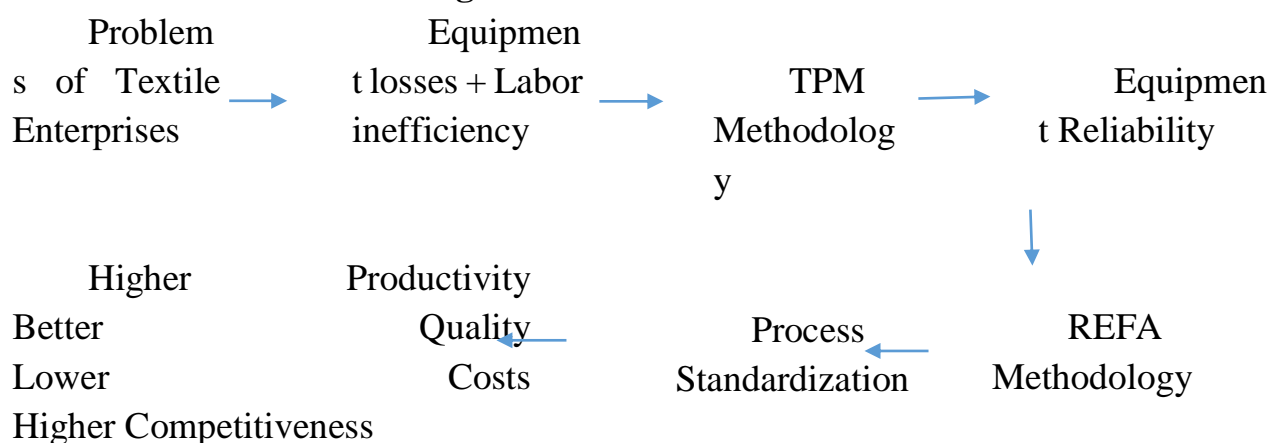 Problem
s of Textile
Enterprises
Equipmen
t losses + Labor
inefficiency
TPM
Methodolog
y
Equipmen
t Reliability
REFA
Methodology
Process
Standardization
Higher Productivity
Better Quality
Lower Costs
Higher Competitiveness